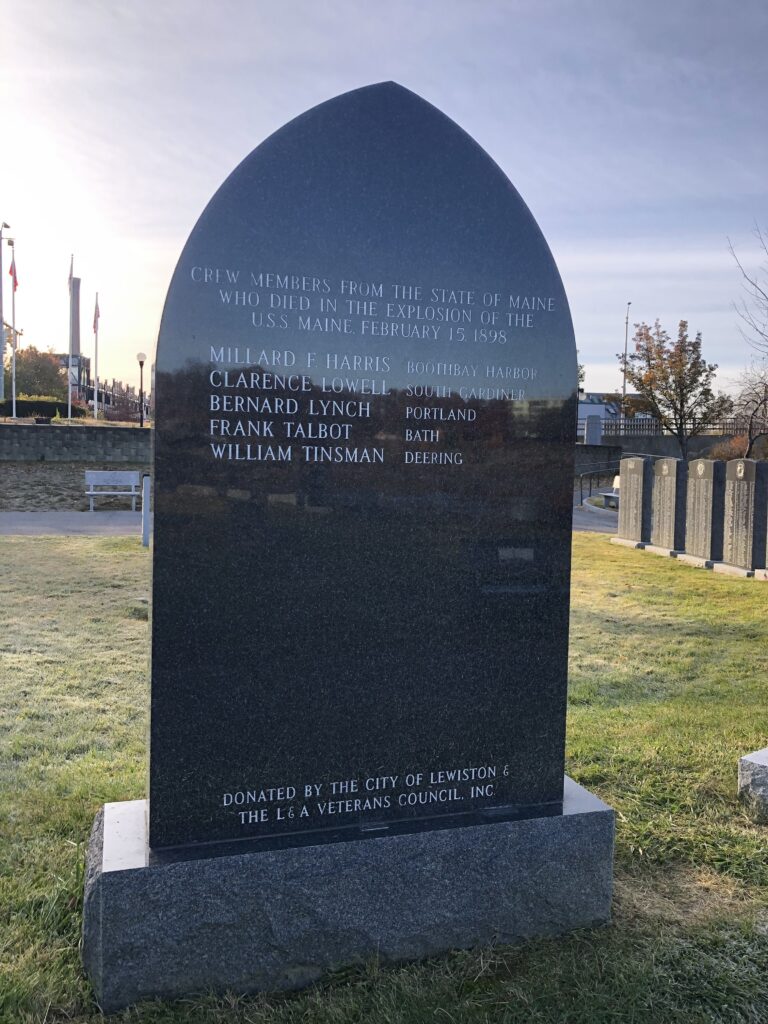 CREW MEMBERS FROM THE STATE OF MAINE
WHO DIED IN THE EXPLOSION OF THE
U.S.S. MAINE, FEBRUARY 15, 1898
MILLARD F. HARRIS BOOTHBAY HARBOR
CLARENCE LOWELL SOUTH GARDINER
BERNARD LYNCH PORTLAND
FRANK TALBOT BATH
WILLIAM TINSMAN DEERING
DONATED BY THE CITY OF LEWISTON &
THE L & A VETERANS COUNCIL, INC.